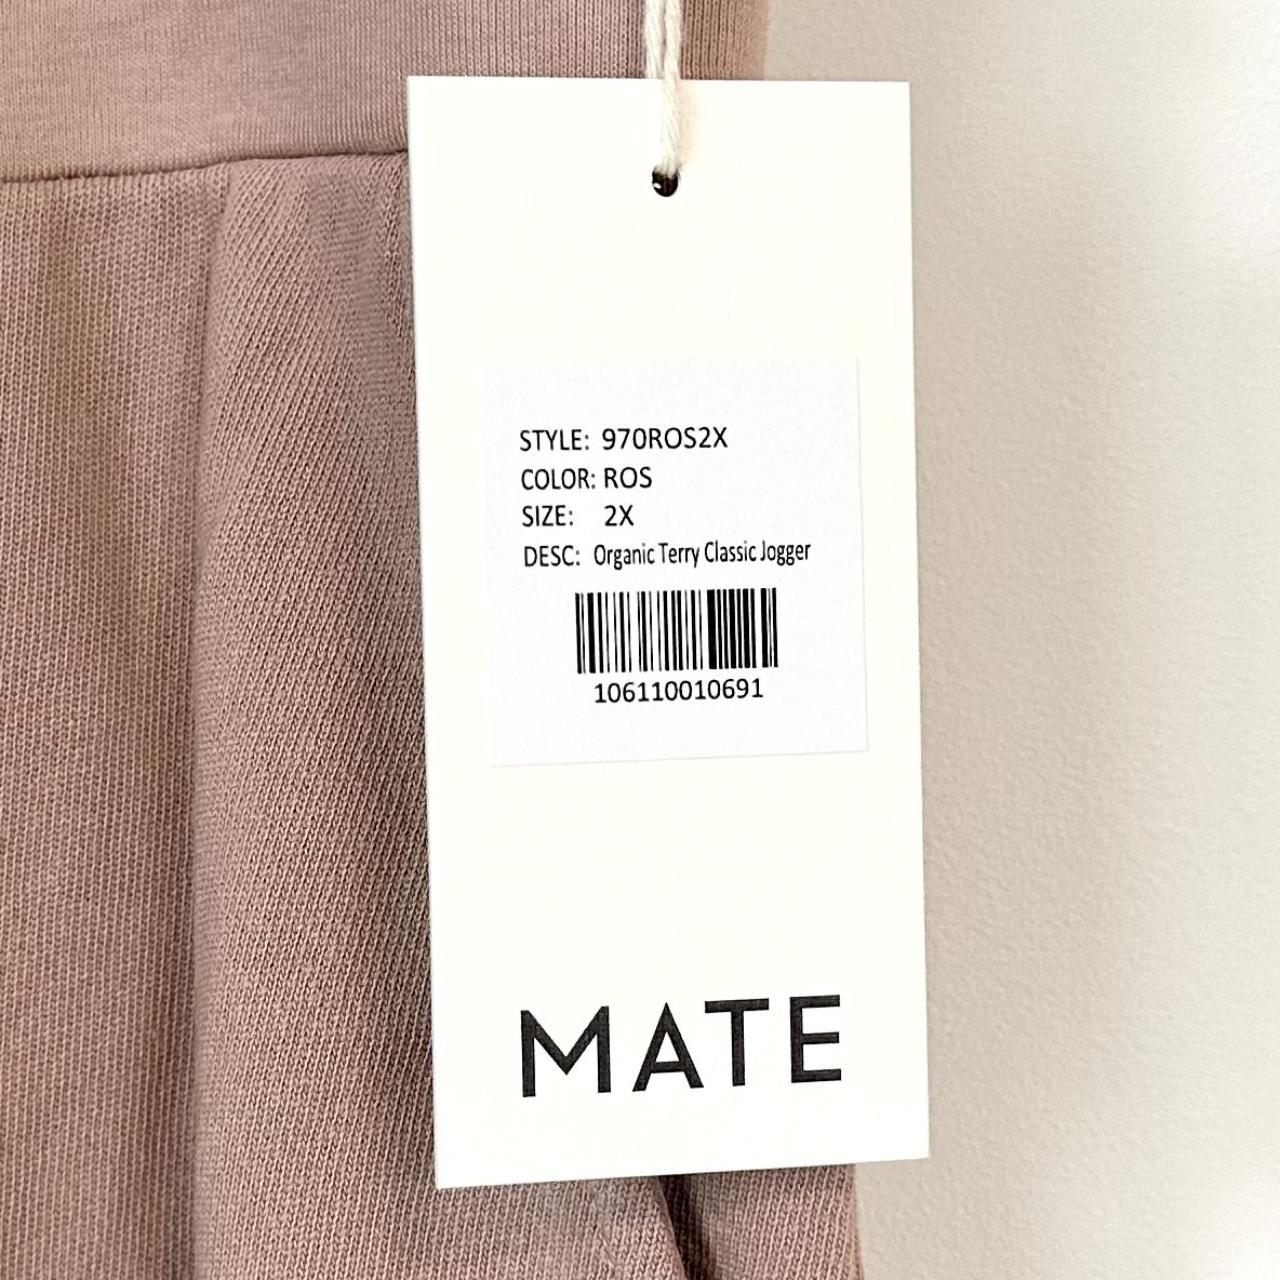 STYLE: 970ROS2X
COLOR: ROS
SIZE: 2X
DESC: Organic Terry Classic Jogger
106110010691
MATE